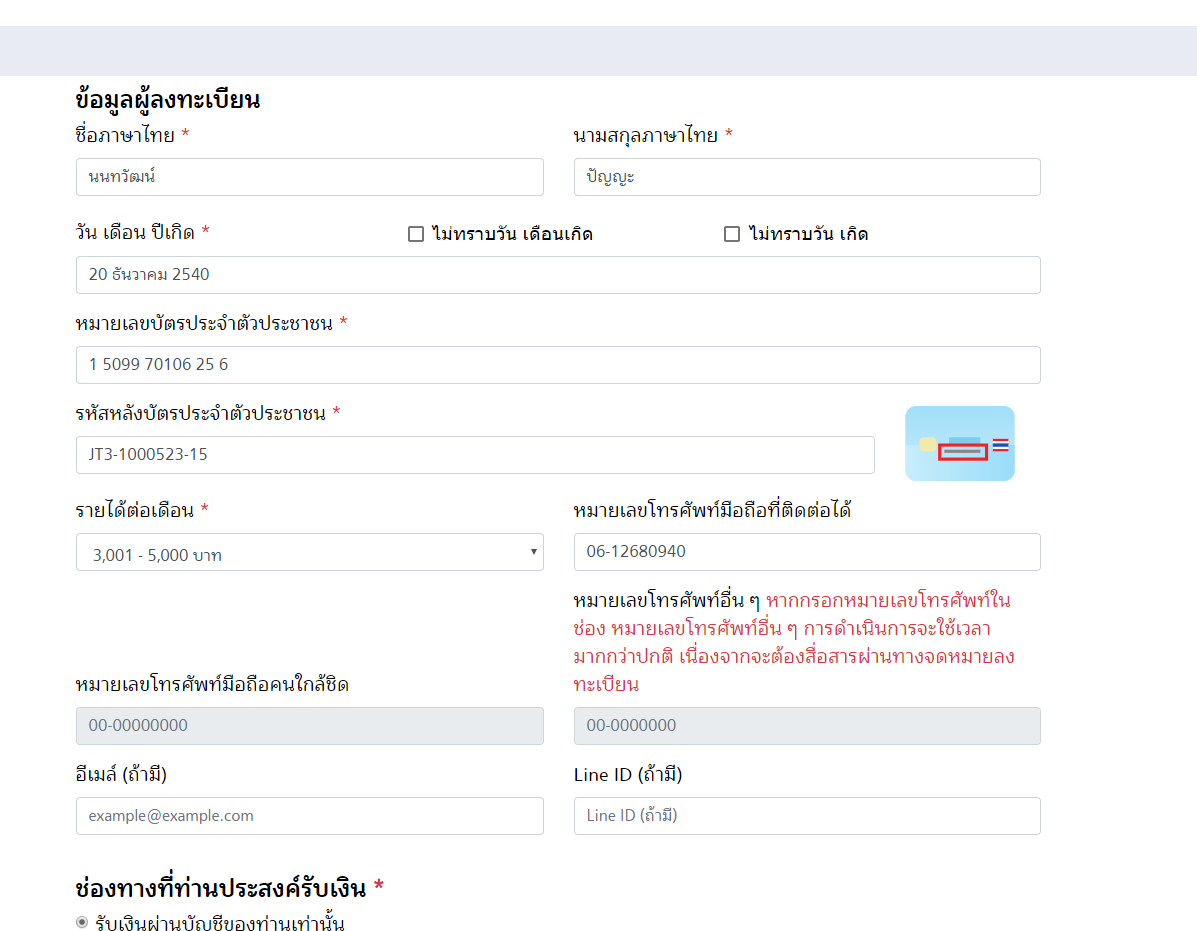 ข้อมูลผู้ลงทะเบียน
ชื่อภาษาไทย * นามสกุลภาษาไทย *
นนทวัฒน์ ปัญญะ
วัน เดือน ปีเกิด * ไม่ทราบวัน เดือนเกิด ไม่ทราบวัน เกิด
20 ธันวาคม 2540
หมายเลขบัตรประจำตัวประชาชน *
1 5099 70106 25 6
รหัสหลังบัตรประจำตัวประชาชน *
JT3-1000523-15
รายได้ต่อเดือน * หมายเลขโทรศัพท์มือถือที่ติดต่อได้
3,001 - 5,000 บาท 06-12680940
หมายเลขโทรศัพท์อื่น ๆ หากกรอกหมายเลขโทรศัพท์ใน
ช่อง หมายเลขโทรศัพท์อื่น ๆ การดำเนินการจะใช้เวลา
มากกว่าปกติ เนื่องจากจะต้องสื่อสารผ่านทางจดหมายลง
ทะเบียน
หมายเลขโทรศัพท์มือถือคนใกล้ชิด
00-00000000 00-0000000
อีเมล์ (ถ้ามี) Line ID (ถ้ามี)
example@example.com Line ID (ถ้ามี)
ช่องทางที่ท่านประสงค์รับเงิน *
รับเงินผ่านบัญชีของท่านเท่านั้น